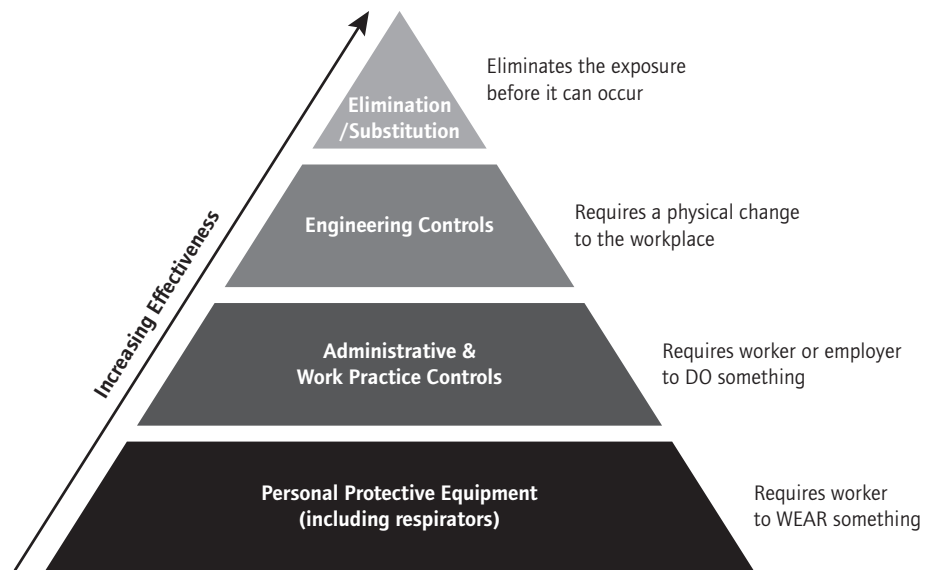 Eliminates the exposure
before it can occur
Elimination
/Substitution
Engineering Controls
Requires a physical change
to the workplace
Increasing Effectiveness
Administrative &
Work Practice Controls
Requires worker or employer
to DO something
Personal Protective Equipment
(including respirators)
Requires worker
to WEAR something